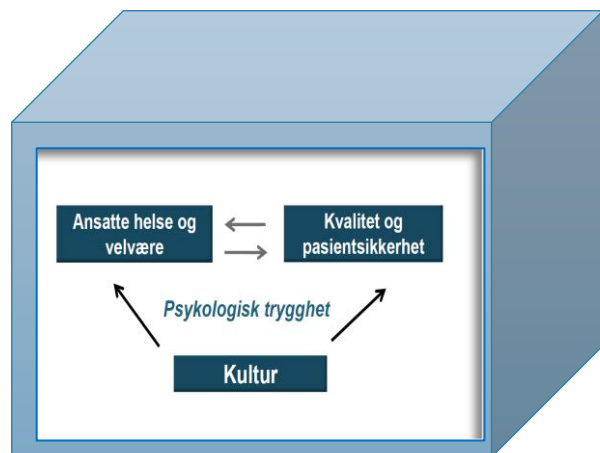 Ansatte helse og
velvære
Kvalitet og
pasientsikkerhet
Psykologisk trygghet
Kultur